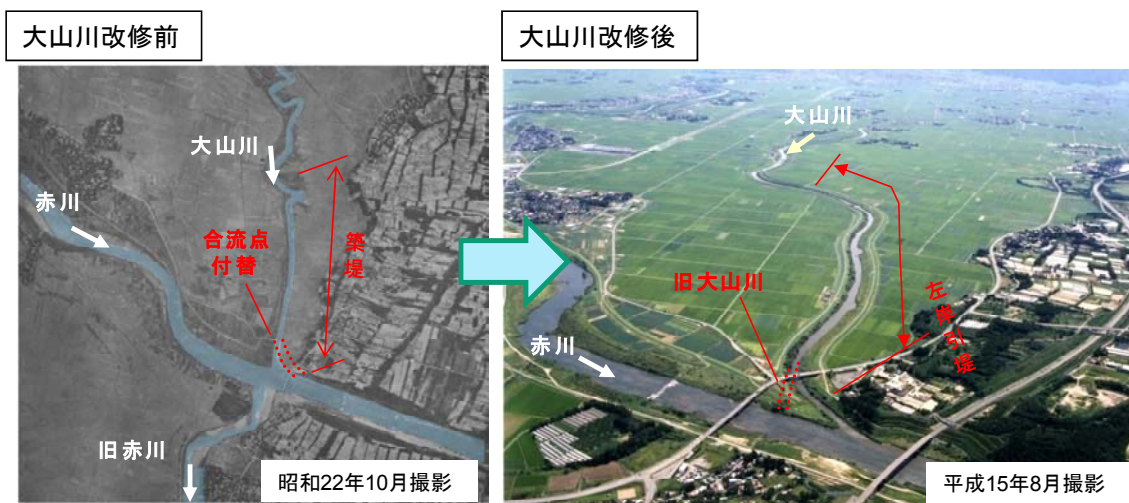 大山川改修前
大山川
赤川
合流点
付替
築堤
旧赤川
昭和22年10月撮影
大山川改修後
大山川
旧大山川
赤川
左岸引堤
平成15年8月撮影